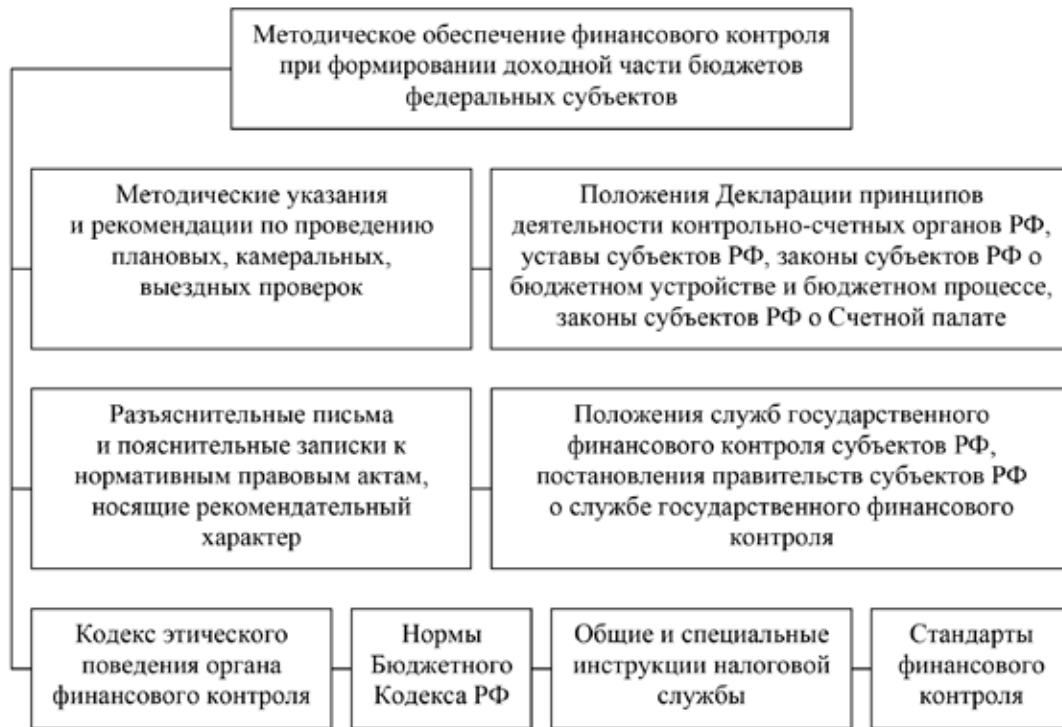 Методическое обеспечение финансового контроля
при формировании доходной части бюджетов
федеральных субъектов
Методические указания
и рекомендации по проведению
плановых, камеральных,
выездных проверок
Положения Декларации принципов
деятельности контрольно-счетных органов РФ,
уставы субъектов РФ, законы субъектов РФ о
бюджетном устройстве и бюджетном процессе,
законы субъектов РФ о Счетной палате
Разъяснительные письма
и пояснительные записки к
нормативным правовым актам,
носящие рекомендательный
характер
Положения служб государственного
финансового контроля субъектов РФ,
постановления правительств субъектов РФ
о службе государственного финансового
контроля
Кодекс этического
поведения органа
финансового контроля
Нормы
Бюджетного
Кодекса РФ
Общие и специальные
инструкции налоговой
службы
Стандарты
финансового
контроля